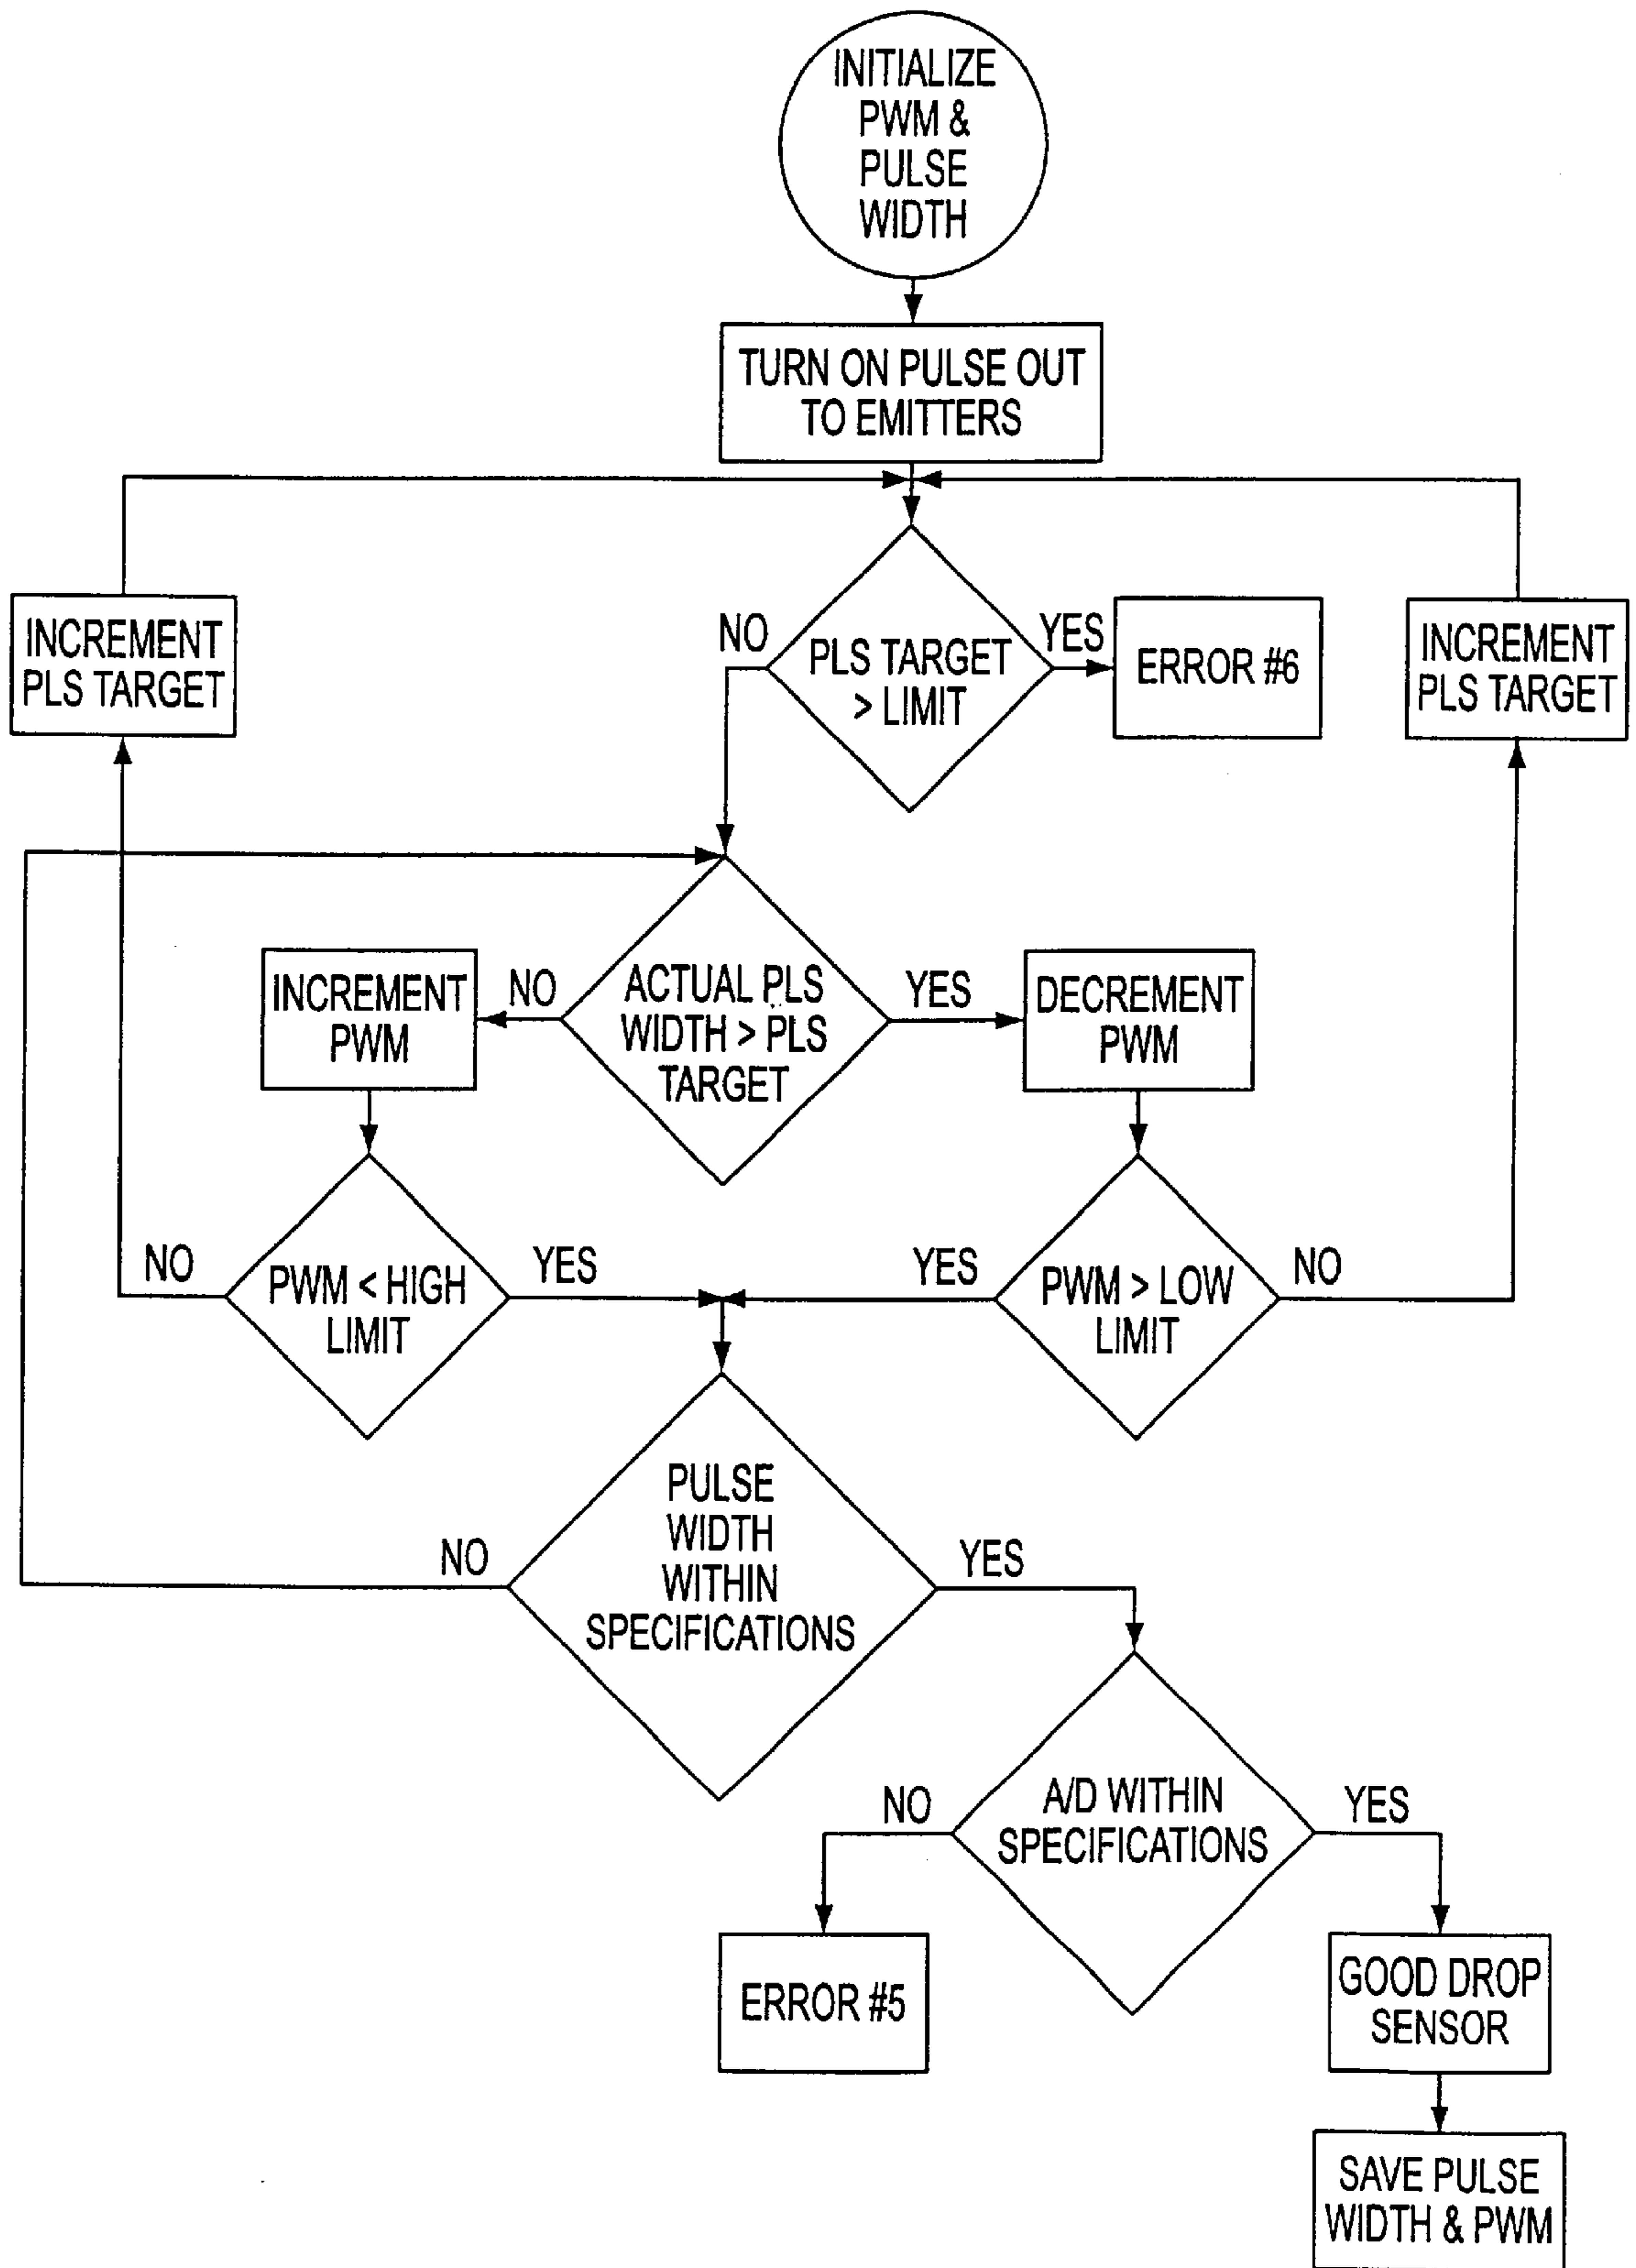 INITIALIZE
PWM &
PULSE
WIDTH
TURN ON PULSE OUT
TO EMITTERS
INCREMENT
PLS TARGET
NO
PLS TARGET
> LIMIT
YES
ERROR #6
INCREMENT
PLS TARGET
INCREMENT
PWM
NO
ACTUAL PLS
WIDTH > PLS
TARGET
YES
DECREMENT
PWM
NO
PWM < HIGH
LIMIT
YES
YES
PWM > LOW
LIMIT
NO
NO
PULSE
WIDTH
WITHIN
SPECIFICATIONS
YES
NO
A/D WITHIN
SPECIFICATIONS
YES
ERROR #5
GOOD DROP
SENSOR
SAVE PULSE
WIDTH & PWM